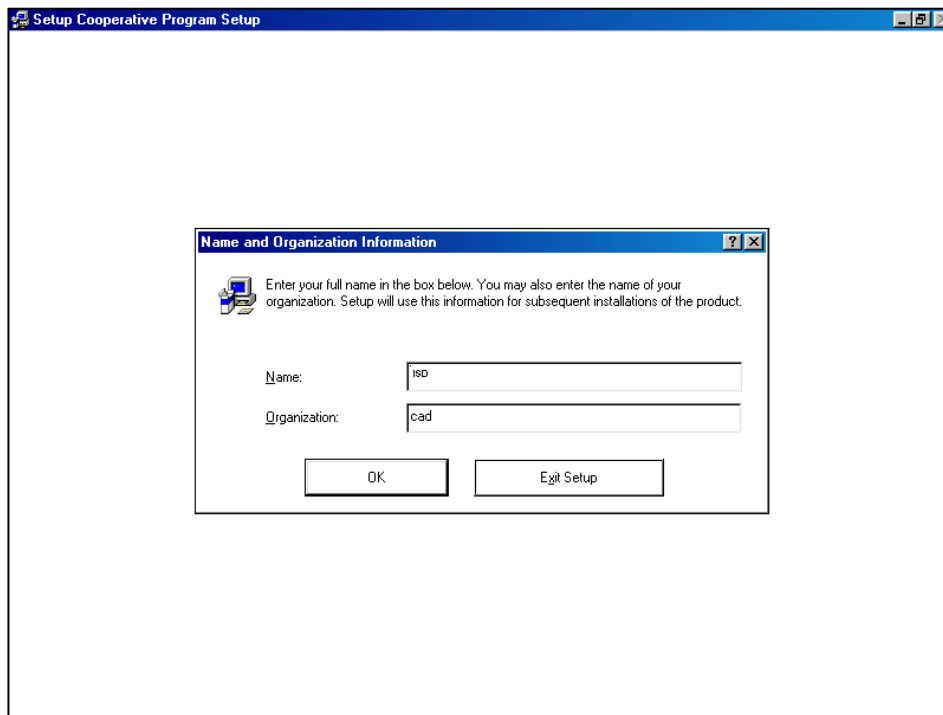 Setup Cooperative Program Setup
Name and Organization Information
Enter your full name in the box below. You may also enter the name of your
organization. Setup will use this information for subsequent installations of the product.
Name:
ISD
Organization:
cad
OK
Exit Setup